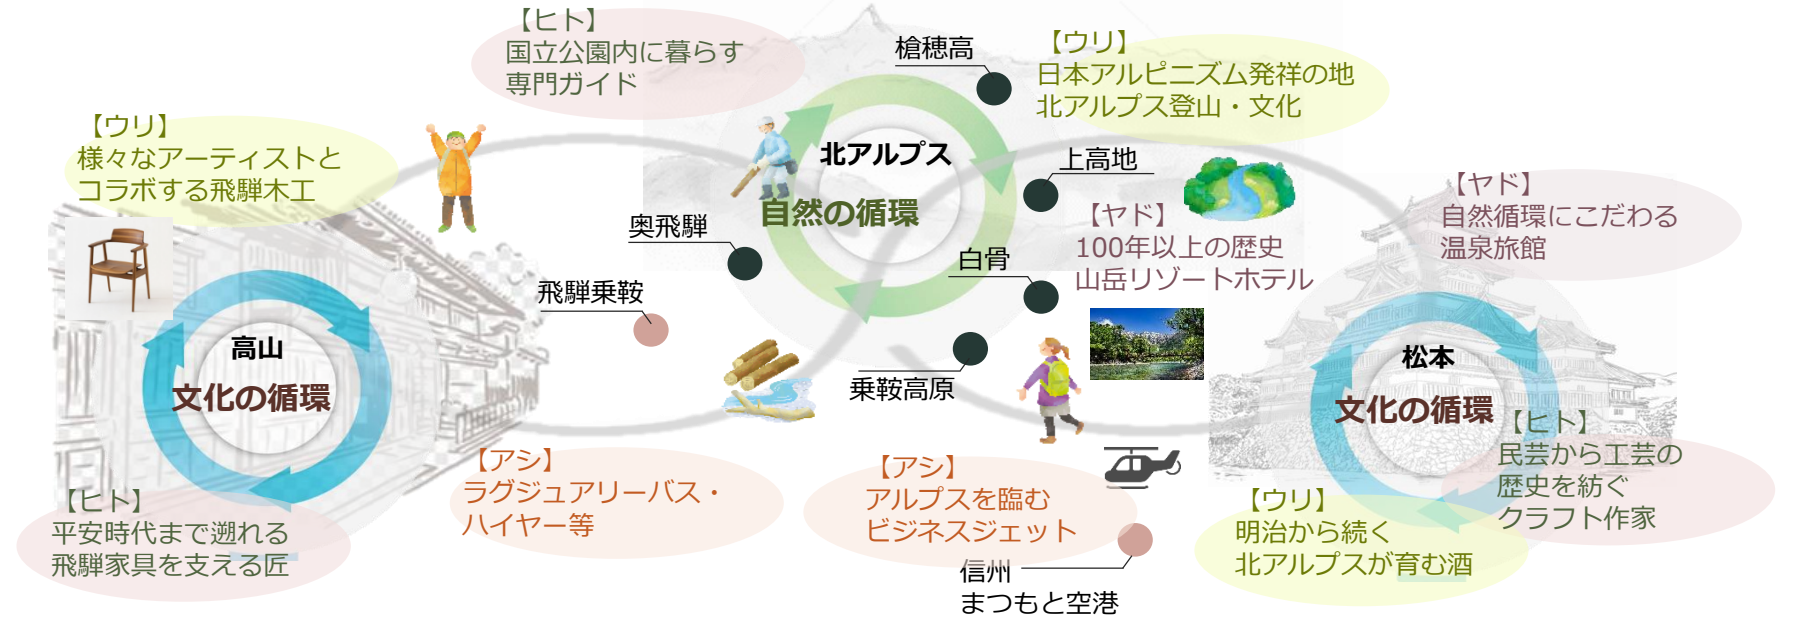 【ヒト】
国立公園内に暮らす
専門ガイド
槍穂高
【ウリ】
日本アルピニズム発祥の地
北アルプス登山・文化
【ウリ】
様々なアーティストと
コラボする飛騨木工
北アルプス
自然の循環
上高地
【ヤド】
100年以上の歴史
山岳リゾートホテル
【ヤド】
自然循環にこだわる
温泉旅館
奥飛騨
白骨
飛騨乗鞍
乗鞍高原
高山
文化の循環
松本
文化の循環
【ヒト】
民芸から工芸の
歴史を紡ぐ
クラフト作家
【アシ】
ラグジュアリーバス・
ハイヤー等
【アシ】
アルプスを臨む
ビジネスジェット
【ヒト】
平安時代まで遡れる
飛騨家具を支える匠
【ウリ】
明治から続く
北アルプスが育む酒
信州
まつもと空港